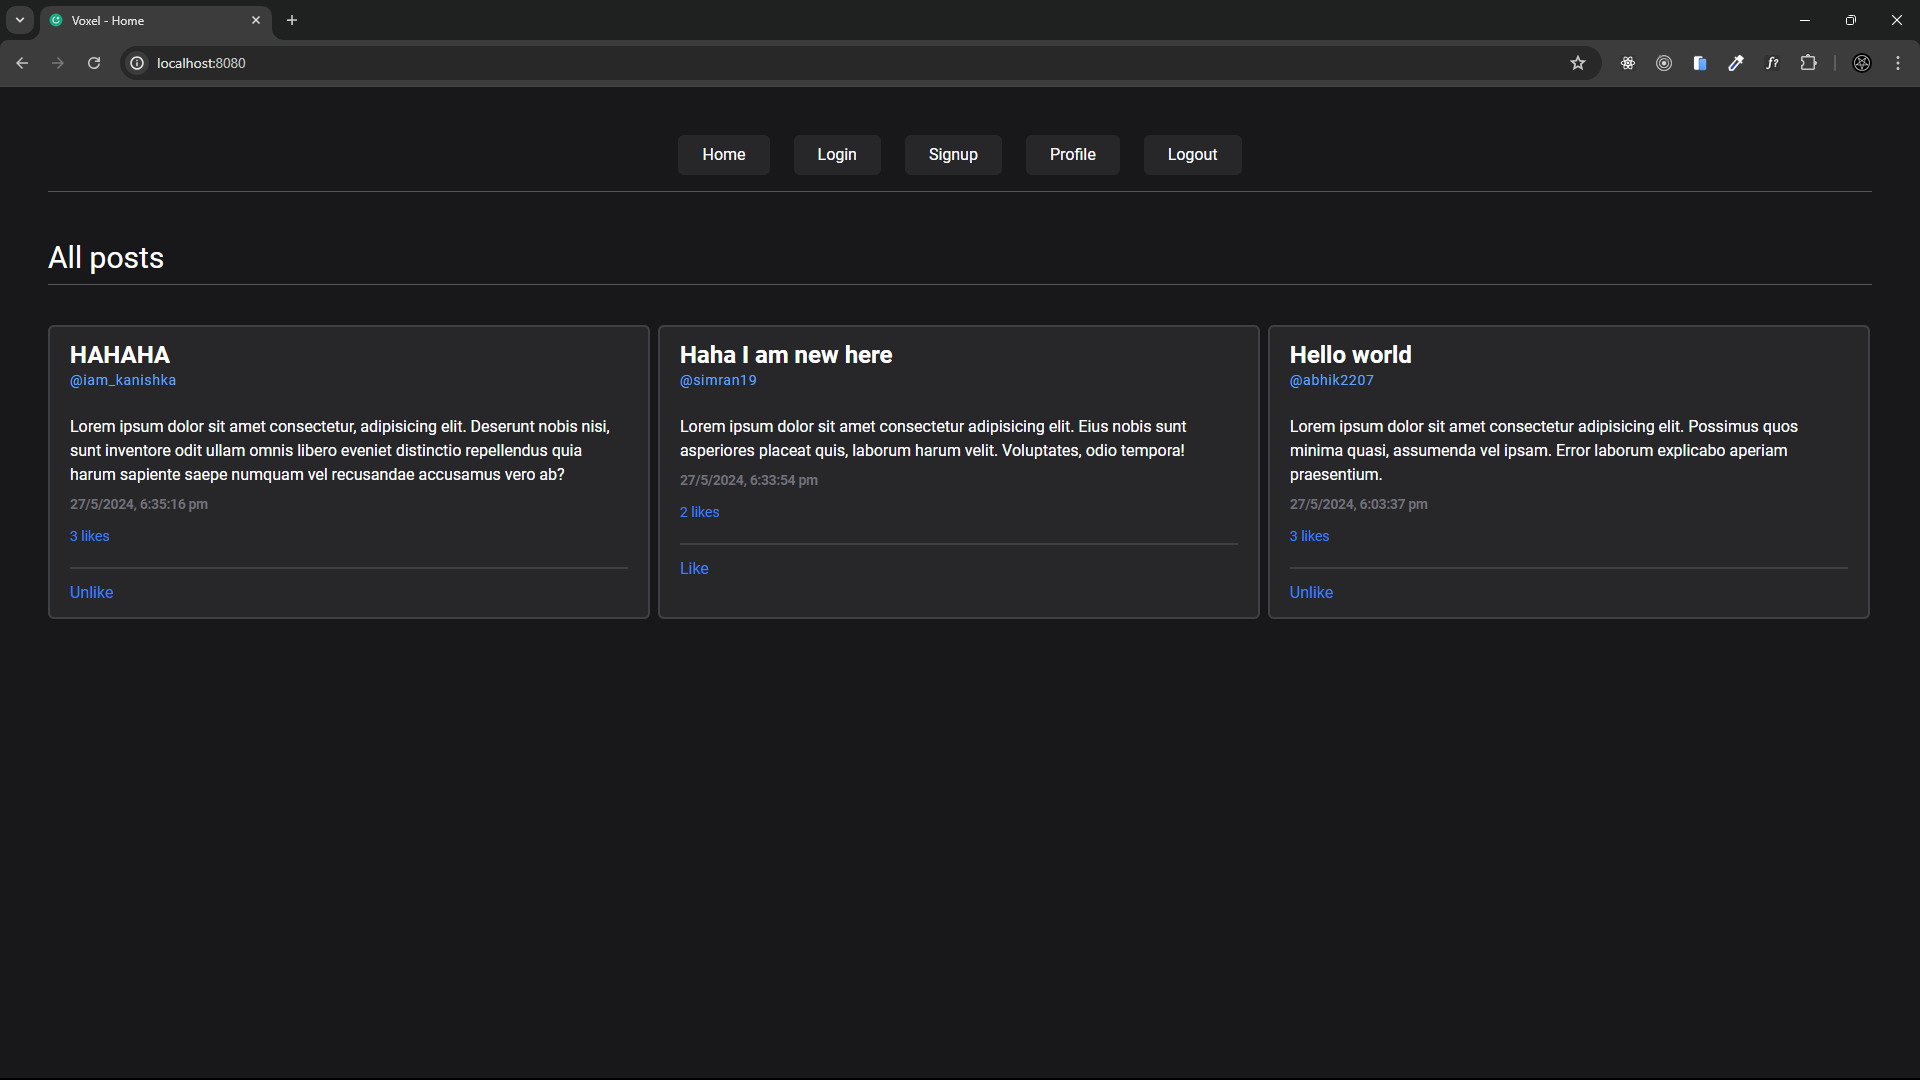 Voxel - Home
localhost:8080
f?
Home Login Signup Profile Logout
All posts
HAHAHA
@iam_kanishka
Lorem ipsum dolor sit amet consectetur, adipisicing elit. Deserunt nobis nisi,
sunt inventore odit ullam omnis libero eveniet distinctio repellendus quia
harum sapiente saepe numquam vel recusandae accusamus vero ab?
27/5/2024, 6:35:16 pm
3 likes
Unlike
Haha I am new here
@simran19
Lorem ipsum dolor sit amet consectetur adipisicing elit. Eius nobis sunt
asperiores placeat quis, laborum harum velit. Voluptates, odio tempora!
27/5/2024, 6:33:54 pm
2 likes
Like
Hello world
@abhik2207
Lorem ipsum dolor sit amet consectetur adipisicing elit. Possimus quos
minima quasi, assumenda vel ipsam. Error laborum explicabo aperiam
praesentium.
27/5/2024, 6:03:37 pm
3 likes
Unlike